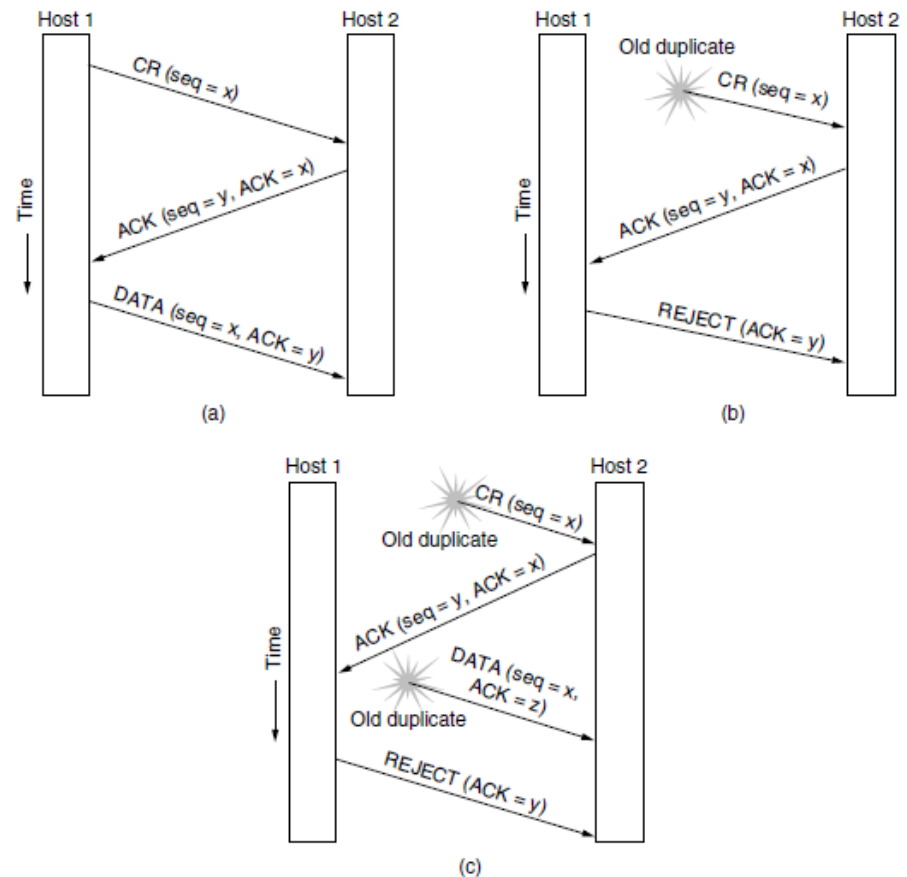 Host 1
Host 2
CR (seq = x)
ACK (seq = y, ACK = x)
Time
DATA (seq = x, ACK = y)
(a)
Host 1
Host 2
Old duplicate
CR (seq = x)
ACK (seq = y, ACK = x)
Time
REJECT (ACK = y)
(b)
Host 1
Host 2
CR (seq = x)
Old duplicate
ACK (seq = y, ACK = x)
Time
DATA (seq = x,
ACK = z)
Old duplicate
REJECT (ACK = y)
(c)